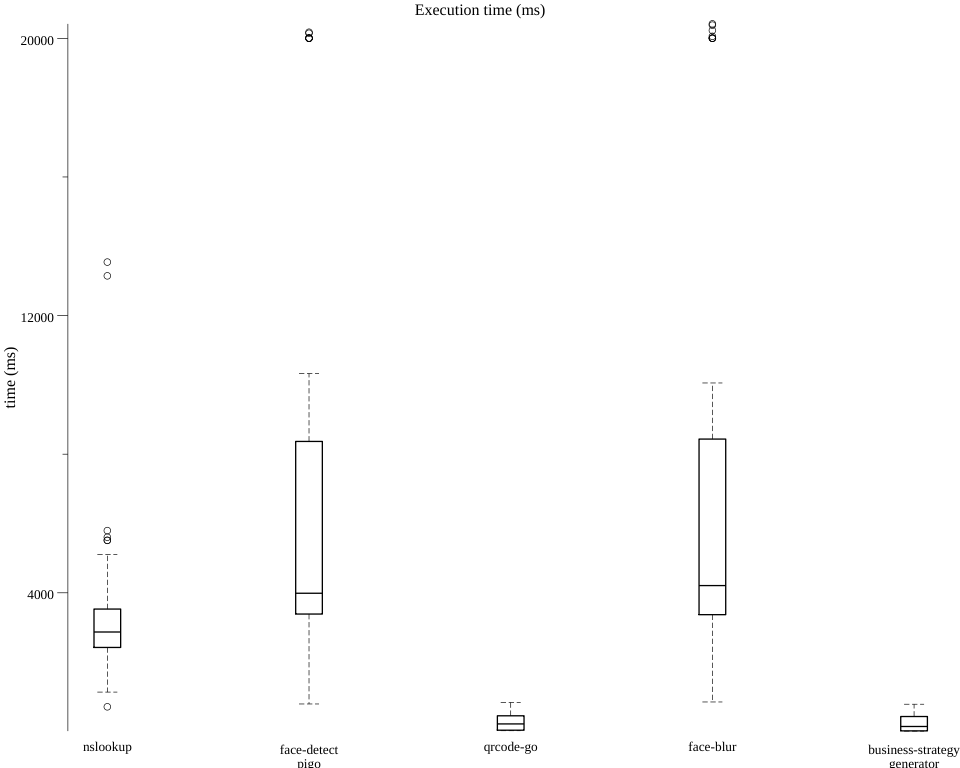 Execution time (ms)
20000
12000
4000
time (ms)
nslookup
face-detect
pigo
qrcode-go
face-blur
business-strategy
generator